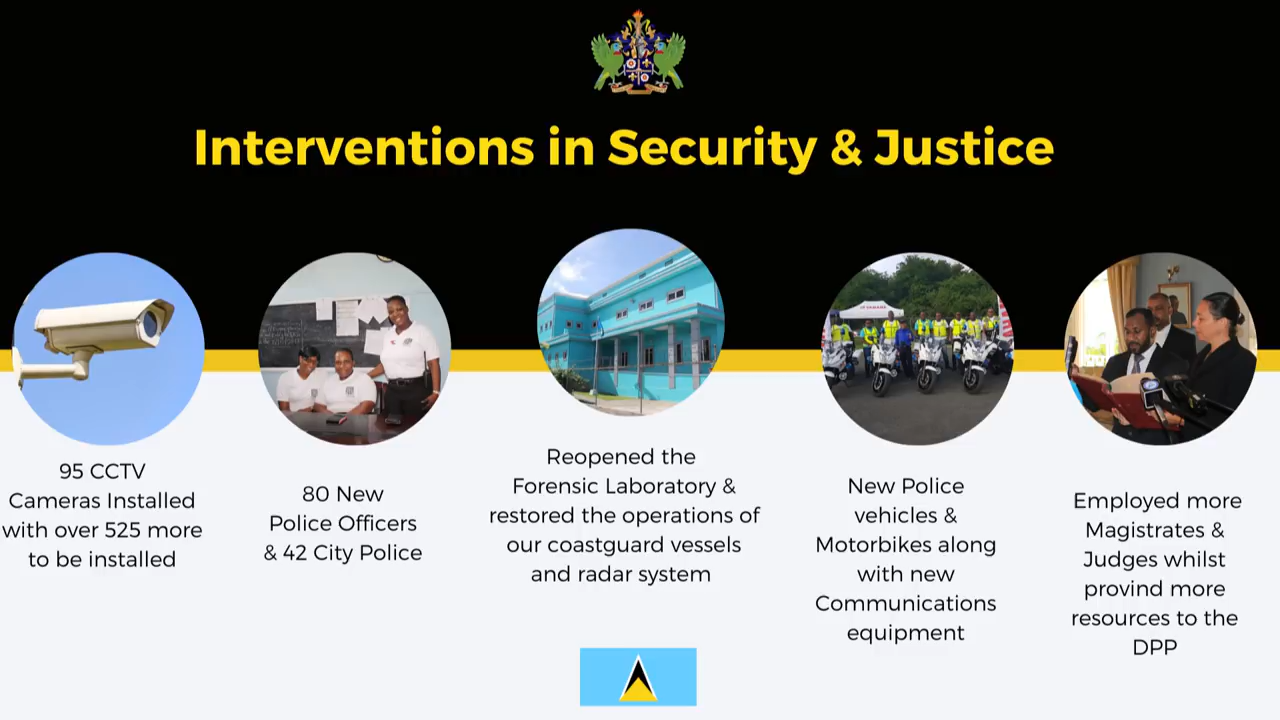 Interventions in Security & Justice
95 CCTV
Cameras Installed
with over 525 more
to be installed
80 New
Police Officers
& 42 City Police
Reopened the
Forensic Laboratory &
restored the operations of
our coastguard vessels
and radar system
New Police
vehicles &
Motorbikes along
with new
Communications
equipment
Employed more
Magistrates &
Judges whilst
provind more
resources to the
DPP